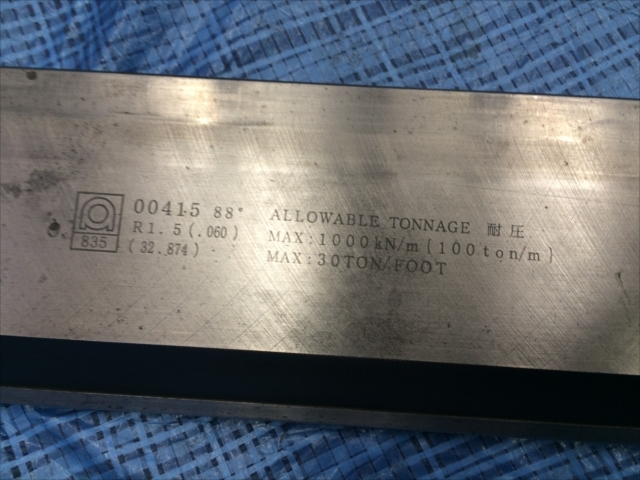 00415 88°
R1.5(.060)
835
(32.874)
ALLOWABLE TONNAGE 耐圧
MAX:1000kN/m{100ton/m}
MAX:30TON/FOOT